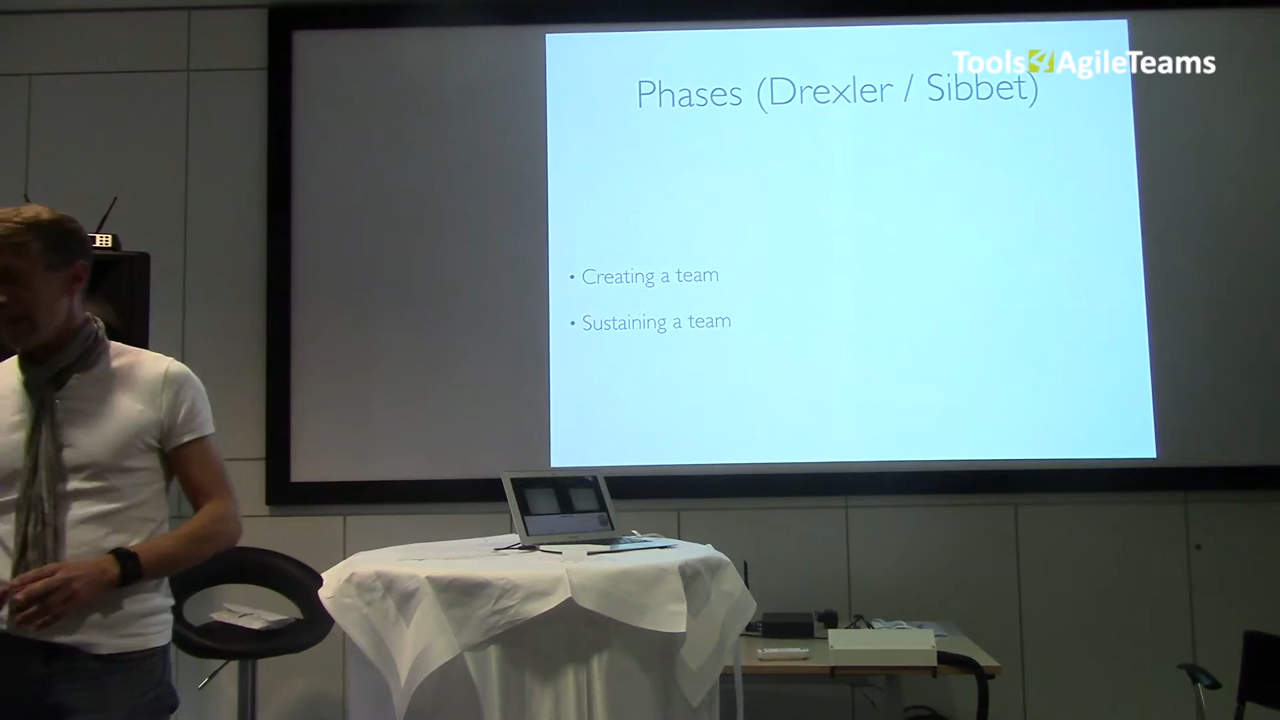 Tools4AgileTeams
Phases (Drexler / Sibbet)
• Creating a team
• Sustaining a team